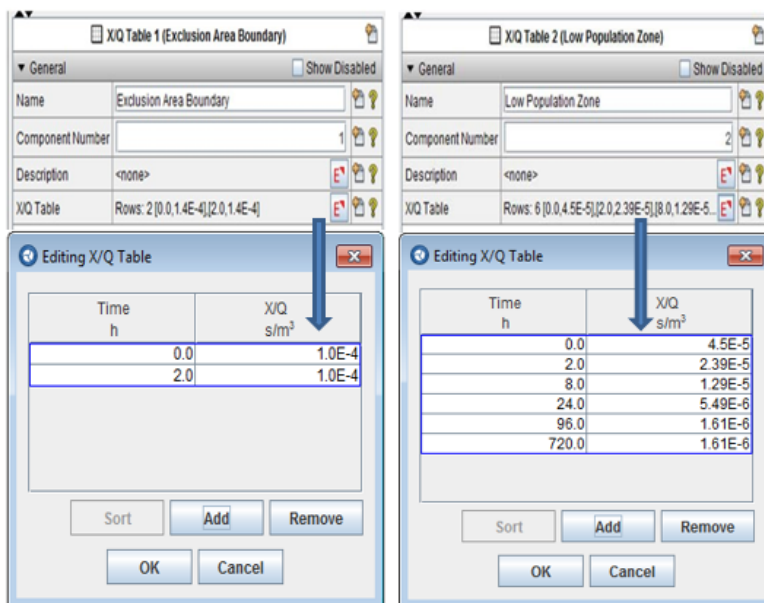 X/Q Table 1 (Exclusion Area Boundary)
▼ General Show Disabled
Name Exclusion Area Boundary
Component Number 1
Description <none> E
X/Q Table Rows: 2 [0.0,1.4E-4],[2.0,1.4E-4] E
Editing X/Q Table
Time X/Q
h s/m³
0.0 1.0E-4
2.0 1.0E-4
Sort Add Remove
OK Cancel
X/Q Table 2 (Low Population Zone)
▼ General Show Disabled
Name Low Population Zone
Component Number 2
Description <none> E
X/Q Table Rows: 6 [0.0,4.5E-5],[2.0,2.39E-5],[8.0,1.29E-5... E
Editing X/Q Table
Time X/Q
h s/m³
0.0 4.5E-5
2.0 2.39E-5
8.0 1.29E-5
24.0 5.49E-6
96.0 1.61E-6
720.0 1.61E-6
Sort Add Remove
OK Cancel